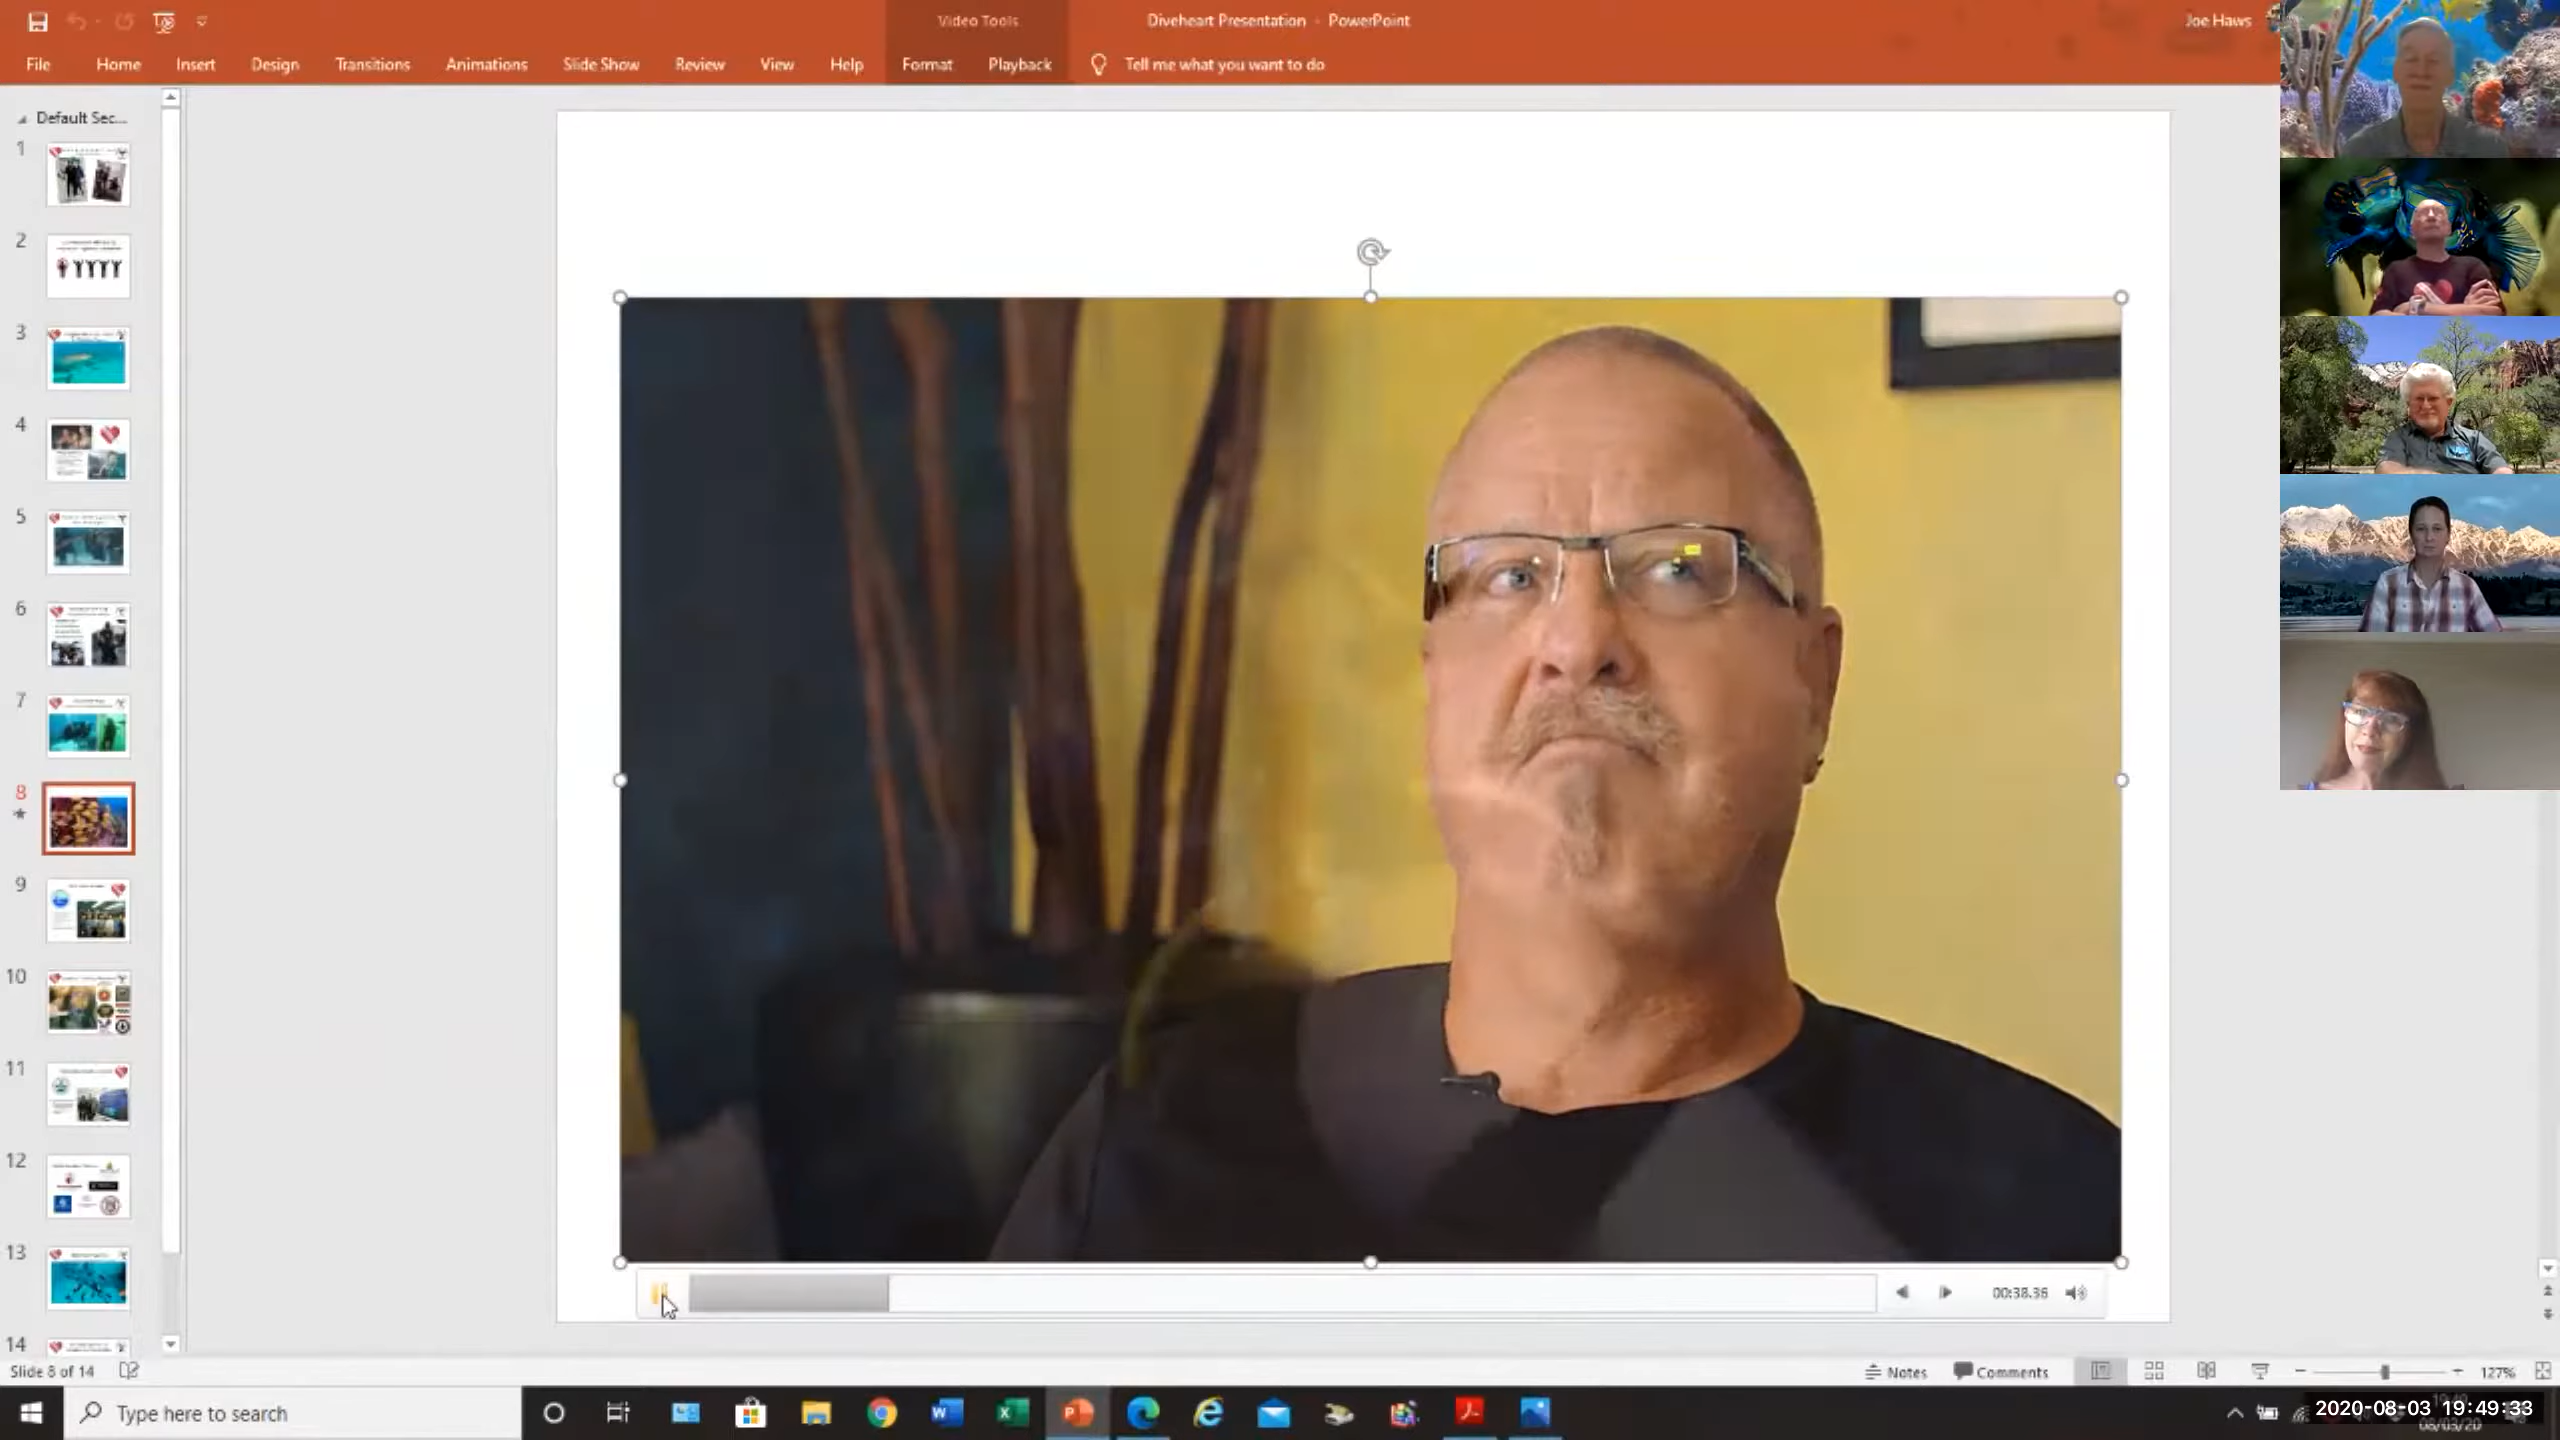 Video Tools
Diveheart Presentation - PowerPoint
Joe Haws
File Home Insert Design Transitions Animations Slide Show Review View Help Format Playback Tell me what you want to do
Default Sec...
1
2
3
4
5
6
7
8
9
10
11
12
13
14
00:38.36
Slide 8 of 14
Notes
Comments
127%
Type here to search
2020-08-03 19:49:33